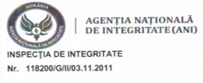 ROMÂNIA
AGENȚIA NAȚIONALĂ
DE INTEGRITATE (ANI)
INSPECȚIA DE INTEGRITATE
Nr. 118200/G/II/03.11.2011